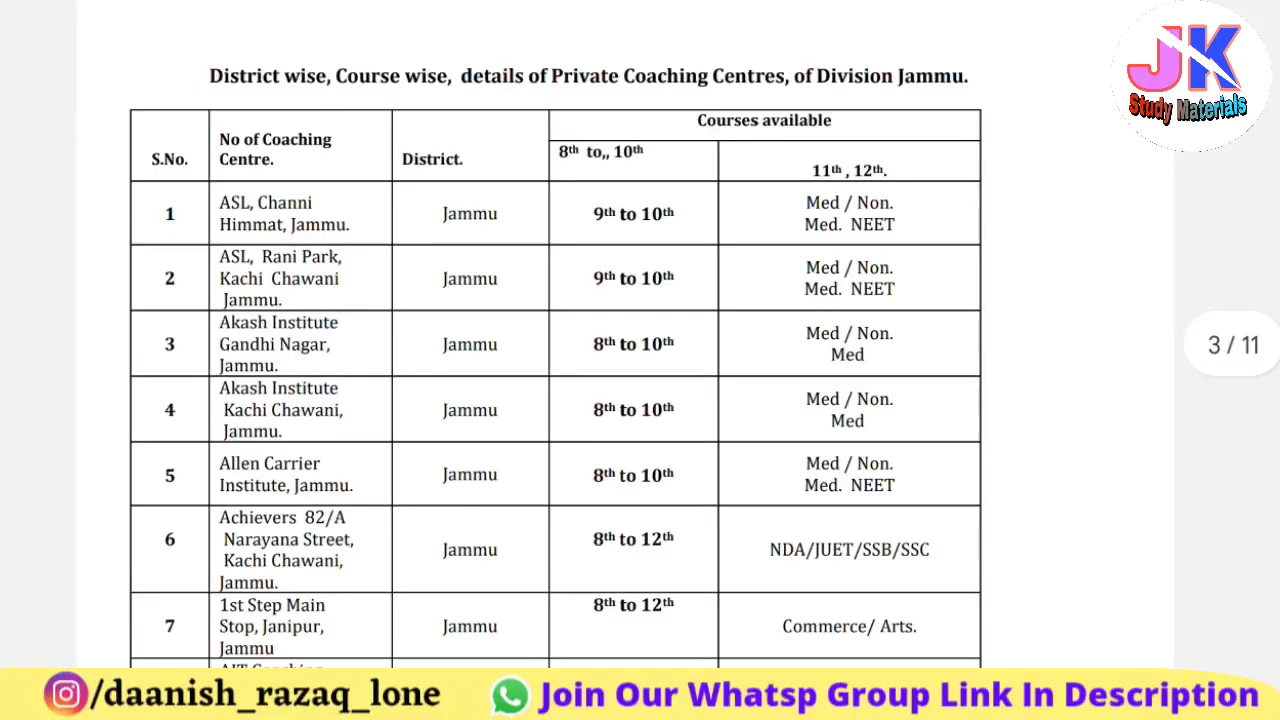 JK
Study Materials
District wise, Course wise, details of Private Coaching Centres, of Division Jammu.
S.No.
No of Coaching
Centre.
District.
Courses available
8th to,, 10th
11th , 12th.
1
ASL, Channi
Himmat, Jammu.
Jammu
9th to 10th
Med / Non.
Med. NEET
2
ASL, Rani Park,
Kachi Chawani
Jammu.
Jammu
9th to 10th
Med / Non.
Med. NEET
3
Akash Institute
Gandhi Nagar,
Jammu.
Jammu
8th to 10th
Med / Non.
Med
4
Akash Institute
Kachi Chawani,
Jammu.
Jammu
8th to 10th
Med / Non.
Med
5
Allen Carrier
Institute, Jammu.
Jammu
8th to 10th
Med / Non.
Med. NEET
6
Achievers 82/A
Narayana Street,
Kachi Chawani,
Jammu.
Jammu
8th to 12th
NDA/JUET/SSB/SSC
7
1st Step Main
Stop, Janipur,
Jammu
Jammu
8th to 12th
Commerce/ Arts.
3 / 11
/daanish_razaq_lone
Join Our Whatsp Group Link In Description